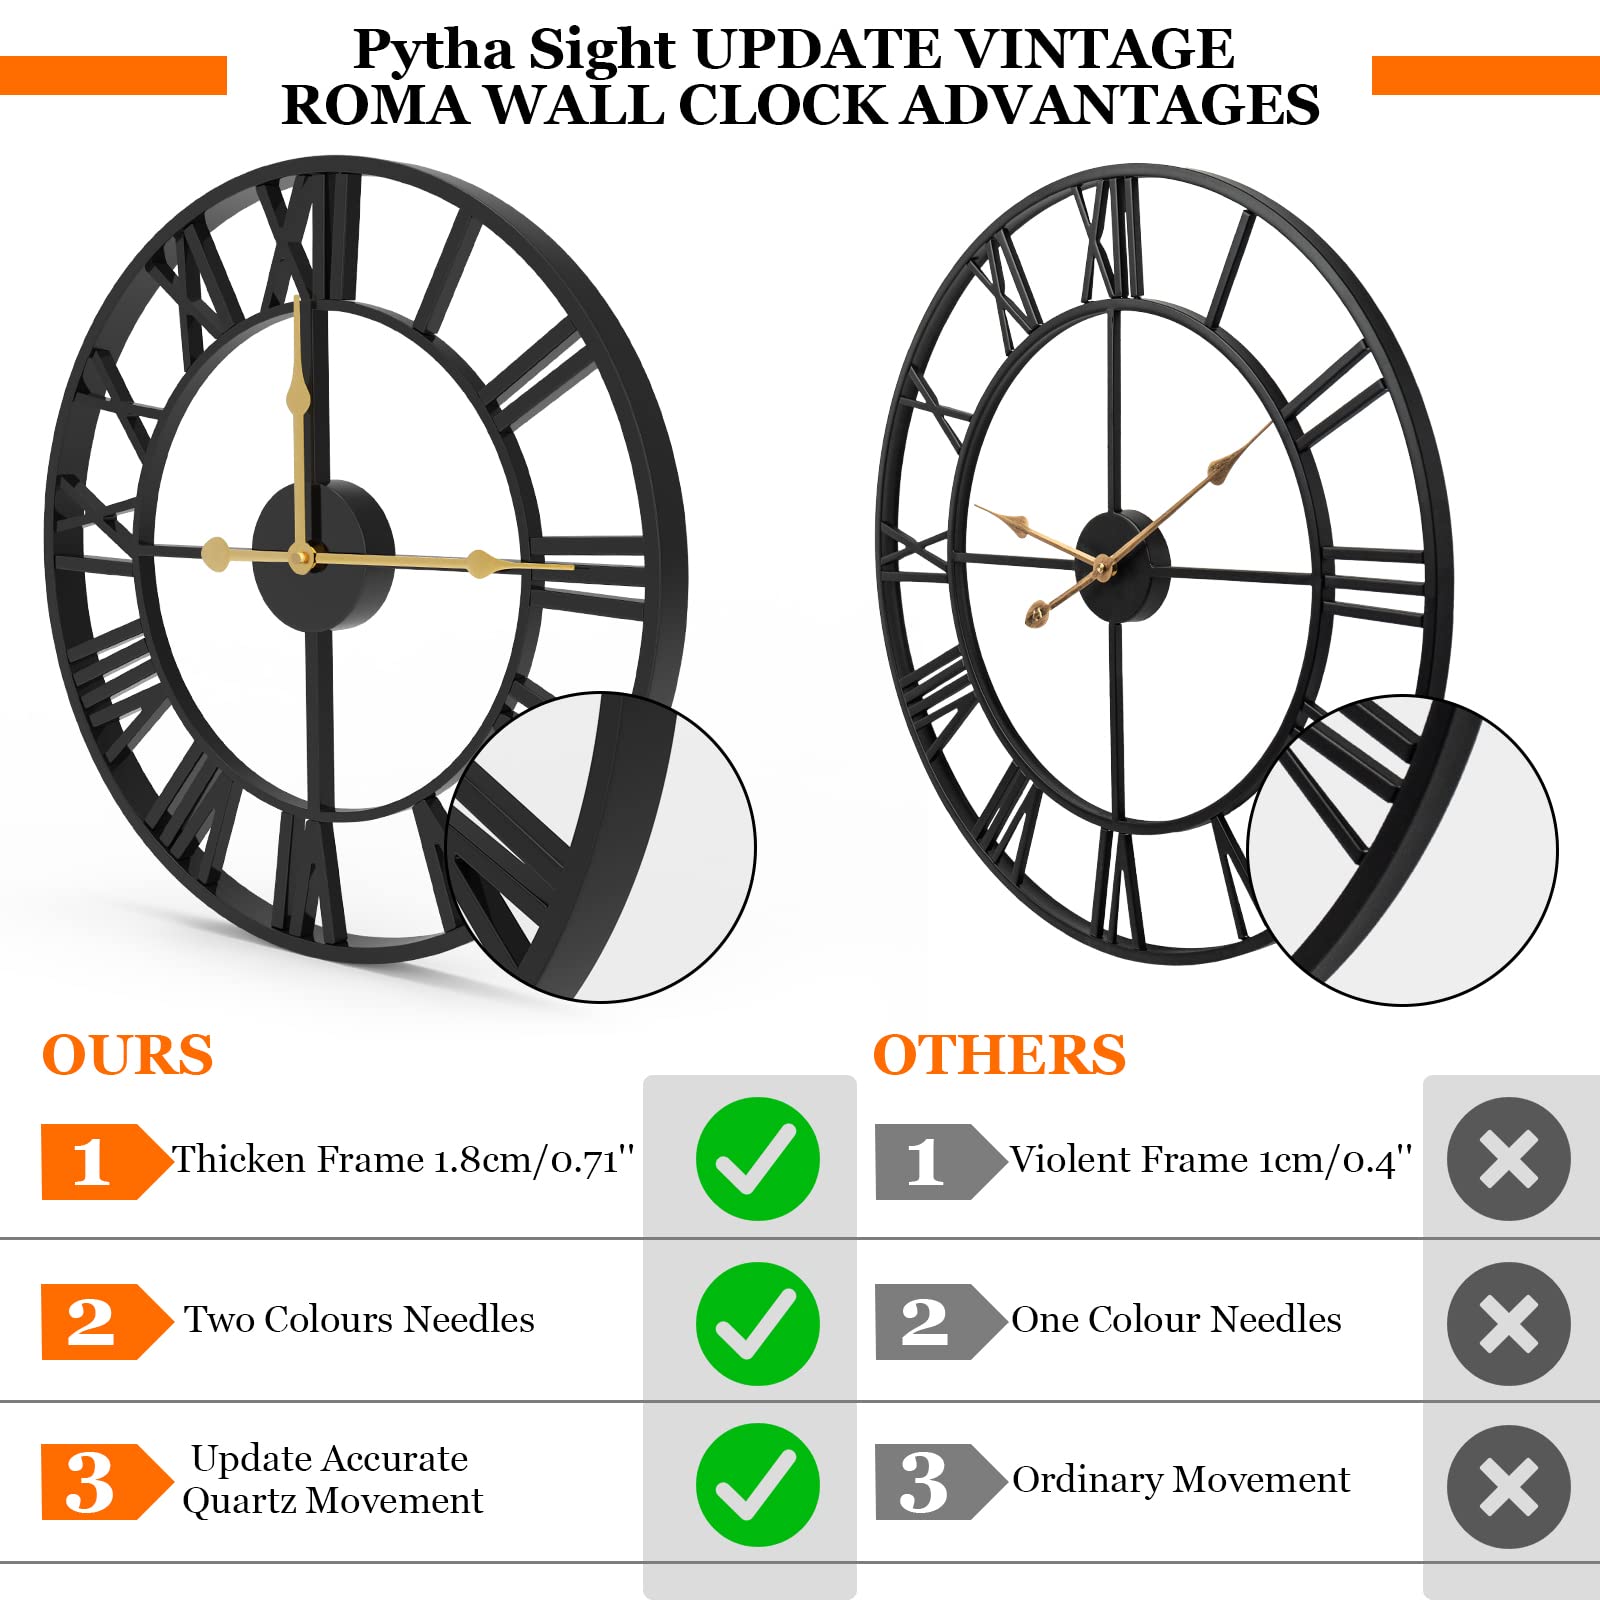 Pytha Sight UPDATE VINTAGE
ROMA WALL CLOCK ADVANTAGES
OURS
1 Thicken Frame 1.8cm/0.71''
2 Two Colours Needles
3 Update Accurate
Quartz Movement
OTHERS
1 Violent Frame 1cm/0.4''
2 One Colour Needles
3 Ordinary Movement